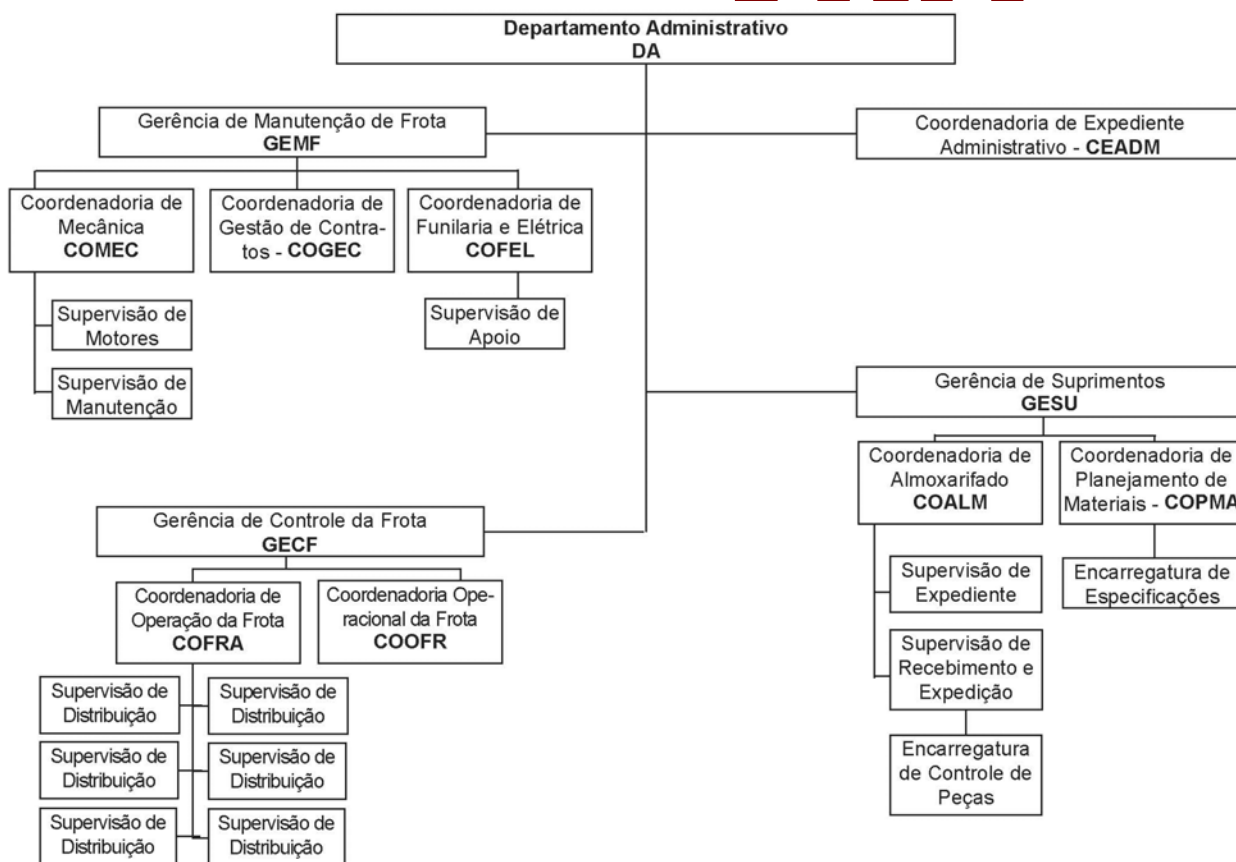 Departamento Administrativo
DA
Gerência de Manutenção de Frota
GEMF
Coordenadoria de Expediente
Administrativo - CEADM
Coordenadoria de
Mecânica
COMEC
Coordenadoria de
Gestão de Contra-
tos - COGEC
Coordenadoria de
Funilaria e Elétrica
COFEL
Supervisão de
Motores
Supervisão de
Manutenção
Supervisão de
Apoio
Gerência de Suprimentos
GESU
Coordenadoria de
Almoxarifado
COALM
Coordenadoria de
Planejamento de
Materiais - COPMA
Supervisão de
Expediente
Supervisão de
Recebimento e
Expedição
Encarregatura
de Controle de
Peças
Encarregatura de
Especificações
Gerência de Controle da Frota
GECF
Coordenadoria de
Operação da Frota
COFRA
Coordenadoria Ope-
racional da Frota
COOFR
Supervisão de
Distribuição
Supervisão de
Distribuição
Supervisão de
Distribuição
Supervisão de
Distribuição
Supervisão de
Distribuição
Supervisão de
Distribuição